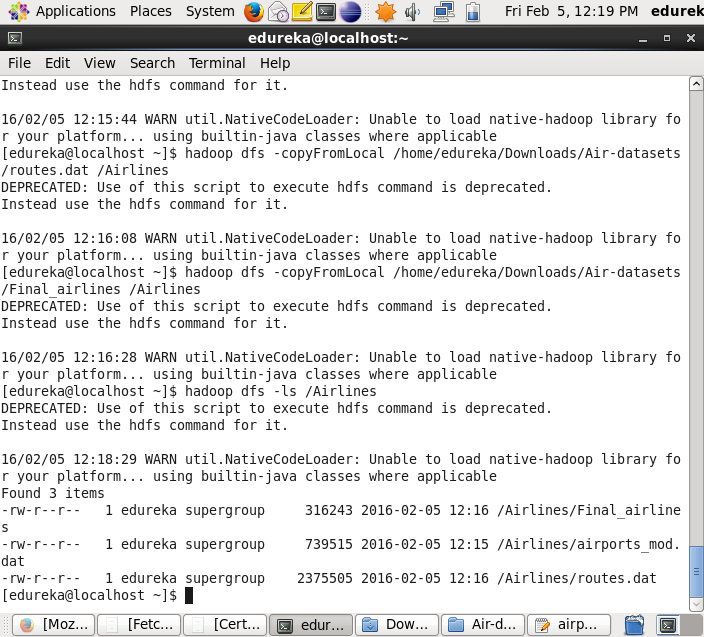 Applications Places System Fri Feb 5, 12:19 PM edurek
edureka@localhost:~
File Edit View Search Terminal Help
Instead use the hdfs command for it.
16/02/05 12:15:44 WARN util.NativeCodeLoader: Unable to load native-hadoop library fo
r your platform... using builtin-java classes where applicable
[edureka@localhost ~]$ hadoop dfs -copyFromLocal /home/edureka/Downloads/Air-datasets
/routes.dat /Airlines
DEPRECATED: Use of this script to execute hdfs command is deprecated.
Instead use the hdfs command for it.
16/02/05 12:16:08 WARN util.NativeCodeLoader: Unable to load native-hadoop library fo
r your platform... using builtin-java classes where applicable
[edureka@localhost ~]$ hadoop dfs -copyFromLocal /home/edureka/Downloads/Air-datasets
/Final_airlines /Airlines
DEPRECATED: Use of this script to execute hdfs command is deprecated.
Instead use the hdfs command for it.
16/02/05 12:16:28 WARN util.NativeCodeLoader: Unable to load native-hadoop library fo
r your platform... using builtin-java classes where applicable
[edureka@localhost ~]$ hadoop dfs -ls /Airlines
DEPRECATED: Use of this script to execute hdfs command is deprecated.
Instead use the hdfs command for it.
16/02/05 12:18:29 WARN util.NativeCodeLoader: Unable to load native-hadoop library fo
r your platform... using builtin-java classes where applicable
Found 3 items
-rw-r--r-- 1 edureka supergroup 316243 2016-02-05 12:16 /Airlines/Final_airline
s
-rw-r--r-- 1 edureka supergroup 739515 2016-02-05 12:15 /Airlines/airports_mod.
dat
-rw-r--r-- 1 edureka supergroup 2375505 2016-02-05 12:16 /Airlines/routes.dat
[edureka@localhost ~]$
[Moz... [Fetc... [Cert... edur... Dow... Air-d... airp...